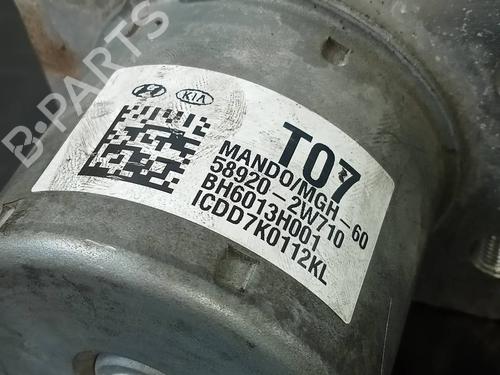 B-PARTS
KIA
T07
MANDO/MGH-60
58920-2W710
BH6013H001
ICDD7K0112KL